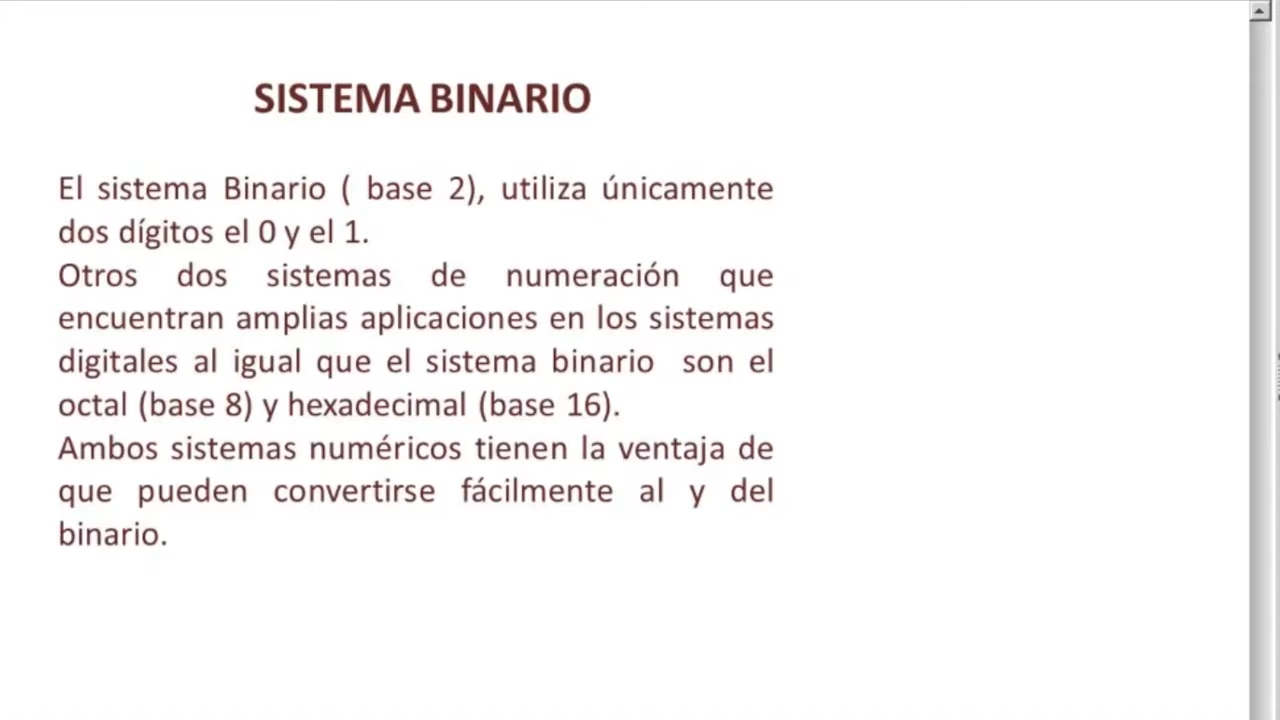 SISTEMA BINARIO
El sistema Binario ( base 2), utiliza únicamente
dos dígitos el 0 y el 1.
Otros dos sistemas de numeración que
encuentran amplias aplicaciones en los sistemas
digitales al igual que el sistema binario son el
octal (base 8) y hexadecimal (base 16).
Ambos sistemas numéricos tienen la ventaja de
que pueden convertirse fácilmente al y del
binario.